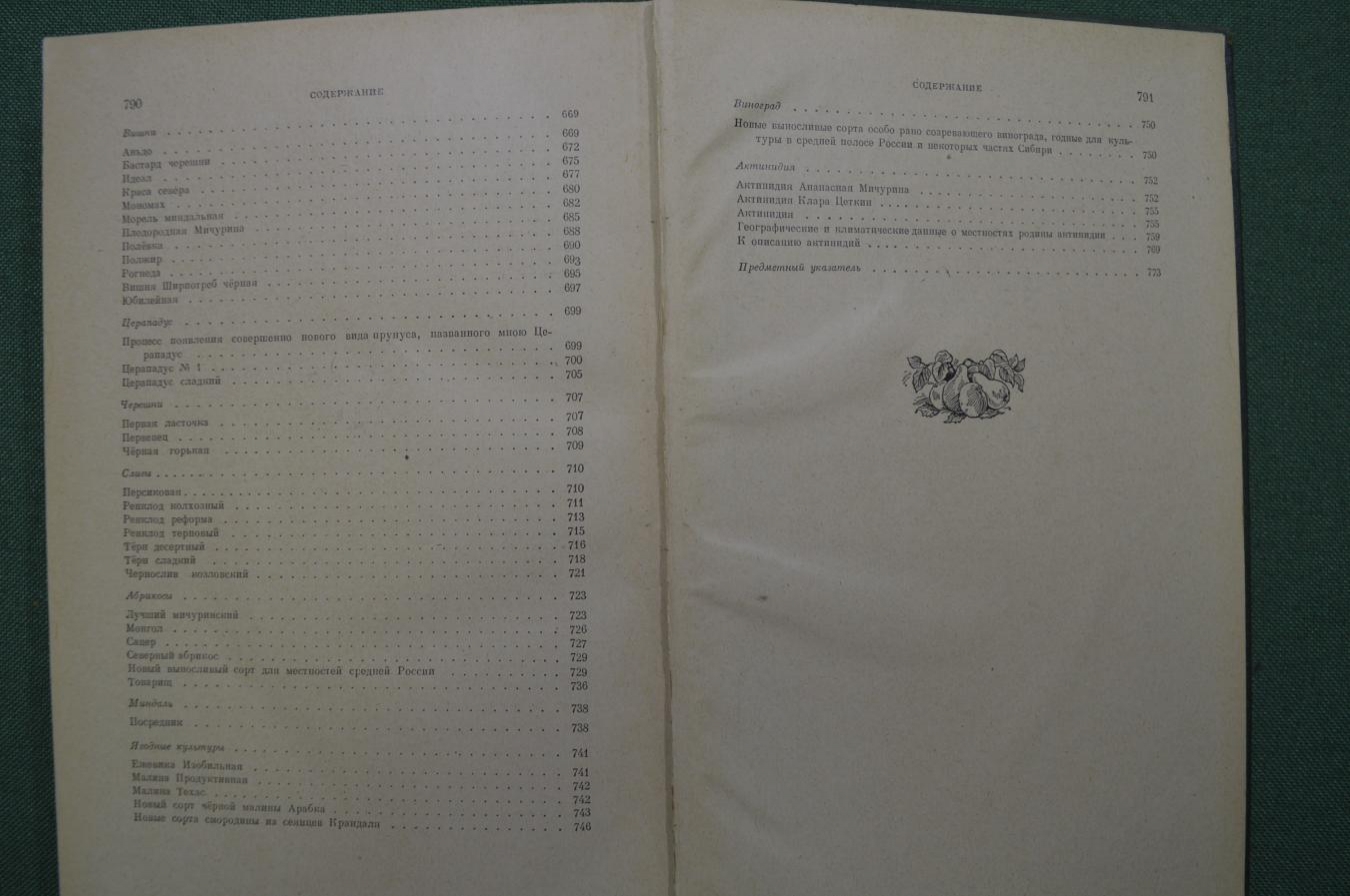 790
СОДЕРЖАНИЕ
Вишни . . . 669
Аньдо . . . 669
Бастард черешни . . . 672
Идеал . . . 675
Краса севера . . . 677
Мономах . . . 680
Морель миндальная . . . 682
Плодородная Мичурина . . . 685
Полёвка . . . 688
Полжир . . . 690
Рогнеда . . . 693
Вишня Ширпотреб чёрная . . . 695
Юбилейная . . . 697
Церападус . . . 699
Процесс появления совершенно нового вида прунуса, названного мною Це-
рападус . . . 699
Церападус № 1 . . . 700
Церападус сладкий . . . 705
Черешни . . . 707
Первая ласточка . . . 707
Первенец . . . 708
Чёрная горькая . . . 709
Сливы . . . 710
Персиковая . . . 710
Ренклод колхозный . . . 711
Ренклод реформа . . . 713
Ренклод терновый . . . 715
Тёрн десертный . . . 716
Тёрн сладкий . . . 718
Чернослив козловский . . . 721
Абрикосы . . . 723
Лучший мичуринский . . . 723
Монгол . . . 726
Сацер . . . 727
Северный абрикос . . . 729
Новый выносливый сорт для местностей средней России . . . 729
Товарищ . . . 736
Миндаль . . . 738
Посредник . . . 738
Ягодные культуры . . . 741
Ежевика Изобильная . . . 741
Малина Продуктивная . . . 742
Малина Техас . . . 742
Новый сорт чёрной малины Арабка . . . 743
Новые сорта смородины из сеянцев Крандаля . . . 746
СОДЕРЖАНИЕ
791
Виноград . . . 750
Новые выносливые сорта особо рано созревающего винограда, годные для куль-
туры в средней полосе России и некоторых частях Сибири . . . 750
Актинидия . . . 752
Актинидия Ананасная Мичурина . . . 752
Актинидия Клара Цеткин . . . 755
Актинидия . . . 755
Географические и климатические данные о местностях родины актинидии . . . 759
К описанию актинидий . . . 769
Предметный указатель . . . 773